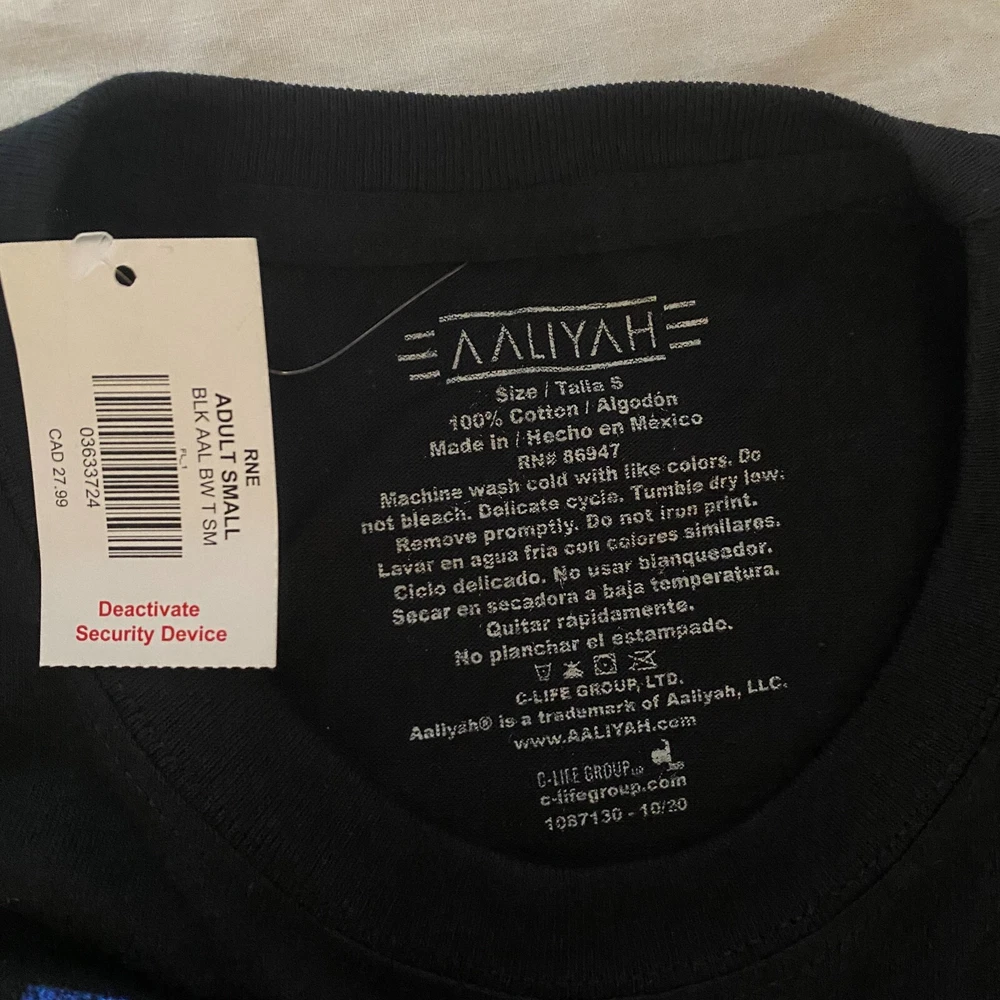 RNE
ADULT SMALL
BLK AAL BW T SM
FL_1
03633724
CAD 27.99
Deactivate
Security Device
AALIYAH
Size / Talla S
100% Cotton / Algodón
Made in / Hecho en México
RN# 86947
Machine wash cold with like colors. Do
not bleach. Delicate cycle. Tumble dry low.
Remove promptly. Do not iron print.
Lavar en agua fria con colores similares.
Ciclo delicado. No usar blanqueador.
Secar en secadora a baja temperatura.
Quitar rápidamente.
No planchar el estampado.
C-LIFE GROUP, LTD.
Aaliyah® is a trademark of Aaliyah, LLC.
www.AALIYAH.com
C-LIFE GROUP
c-lifegroup.com
1087130 - 10/20